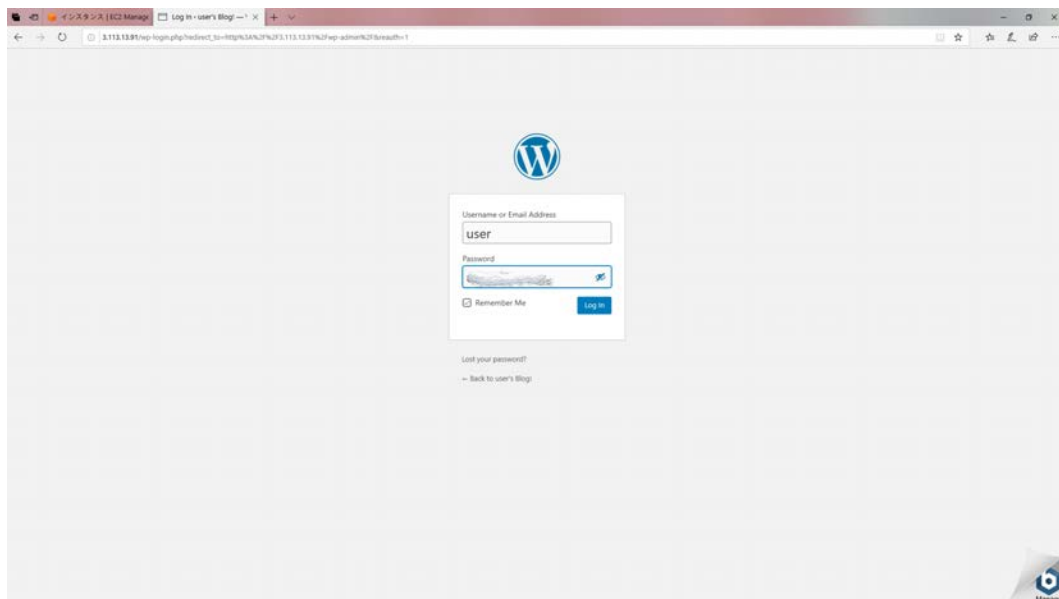 インスタンス | EC2 Manage
Log In ‹ user's Blog! —
3.113.13.91/wp-login.php?redirect_to=http%3A%2F%2F3.113.13.91%2Fwp-admin%2F&reauth=1
Username or Email Address
user
Password
Remember Me
Log In
Lost your password?
← Back to user's Blog!